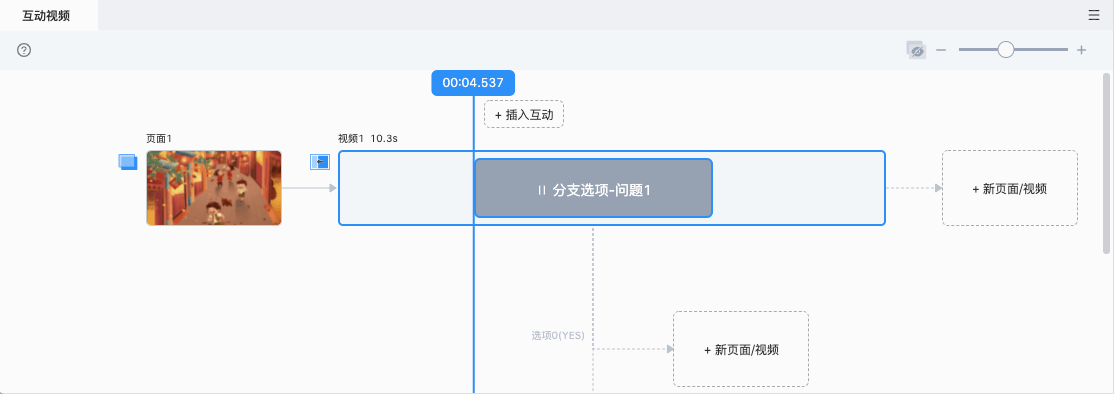 互动视频
00:04.537
+ 插入互动
页面1
视频1 10.3s
分支选项-问题1
+ 新页面/视频
选项0(YES)
+ 新页面/视频